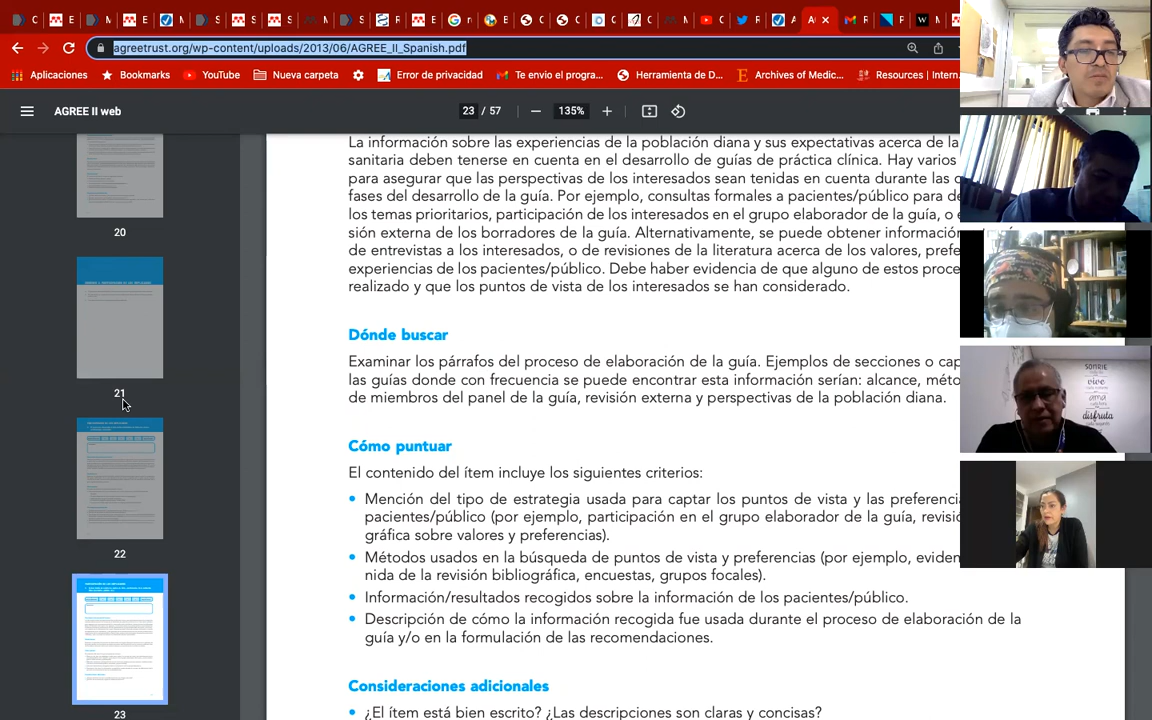 agreetrust.org/wp-content/uploads/2013/06/AGREE_II_Spanish.pdf
Aplicaciones Bookmarks YouTube Nueva carpeta Error de privacidad Te envio el progra... Herramienta de D... Archives of Medic... Resources | Intern...
AGREE II web 23 / 57 135%
20
21
22
23
La información sobre las experiencias de la población diana y sus expectativas acerca de la
sanitaria deben tenerse en cuenta en el desarrollo de guías de práctica clínica. Hay varios
para asegurar que las perspectivas de los interesados sean tenidas en cuenta durante las
fases del desarrollo de la guía. Por ejemplo, consultas formales a pacientes/público para
los temas prioritarios, participación de los interesados en el grupo elaborador de la guía, o
sión externa de los borradores de la guía. Alternativamente, se puede obtener
de entrevistas a los interesados, o de revisiones de la literatura acerca de los valores,
experiencias de los pacientes/público. Debe haber evidencia de que alguno de estos
realizado y que los puntos de vista de los interesados se han considerado.
Dónde buscar
Examinar los párrafos del proceso de elaboración de la guía. Ejemplos de secciones o
las guías donde con frecuencia se puede encontrar esta información serían: alcance,
de miembros del panel de la guía, revisión externa y perspectivas de la población diana.
Cómo puntuar
El contenido del ítem incluye los siguientes criterios:
• Mención del tipo de estrategia usada para captar los puntos de vista y las
pacientes/público (por ejemplo, participación en el grupo elaborador de la guía,
gráfica sobre valores y preferencias).
• Métodos usados en la búsqueda de puntos de vista y preferencias (por ejemplo,
nida de la revisión bibliográfica, encuestas, grupos focales).
• Información/resultados recogidos sobre la información de los pacientes/público.
• Descripción de cómo la información recogida fue usada durante el proceso de elaboración de la
guía y/o en la formulación de las recomendaciones.
Consideraciones adicionales
• ¿El ítem está bien escrito? ¿Las descripciones son claras y concisas?
SONRIE
vive
ama
disfruta